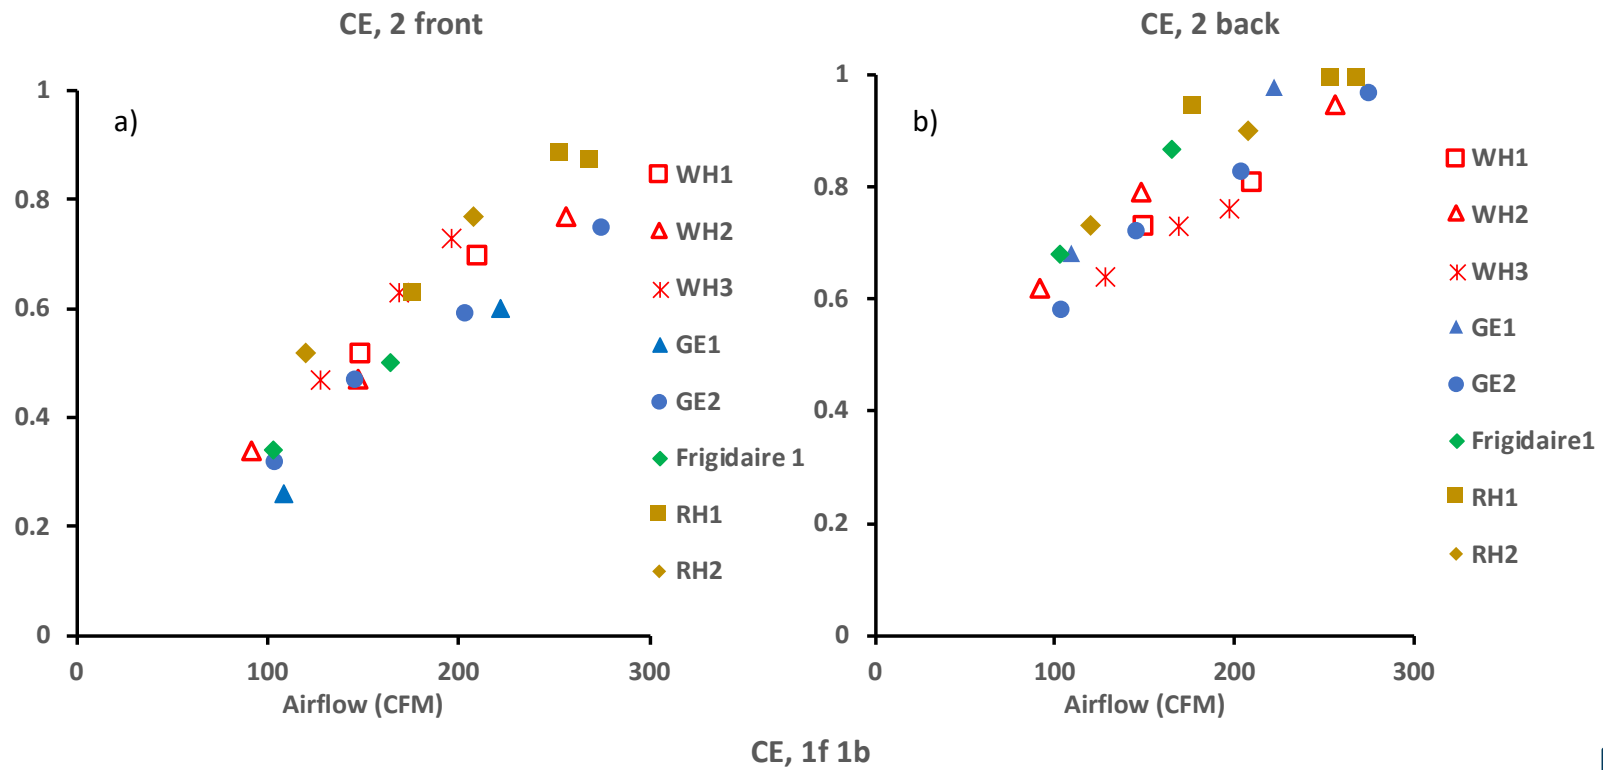 CE, 2 front
1
0.8
0.6
0.4
0.2
0
0
100
200
300
Airflow (CFM)
a)
WH1
WH2
WH3
GE1
GE2
Frigidaire 1
RH1
RH2
CE, 2 back
1
0.8
0.6
0.4
0.2
0
0
100
200
300
Airflow (CFM)
b)
WH1
WH2
WH3
GE1
GE2
Frigidaire1
RH1
RH2
CE, 1f 1b